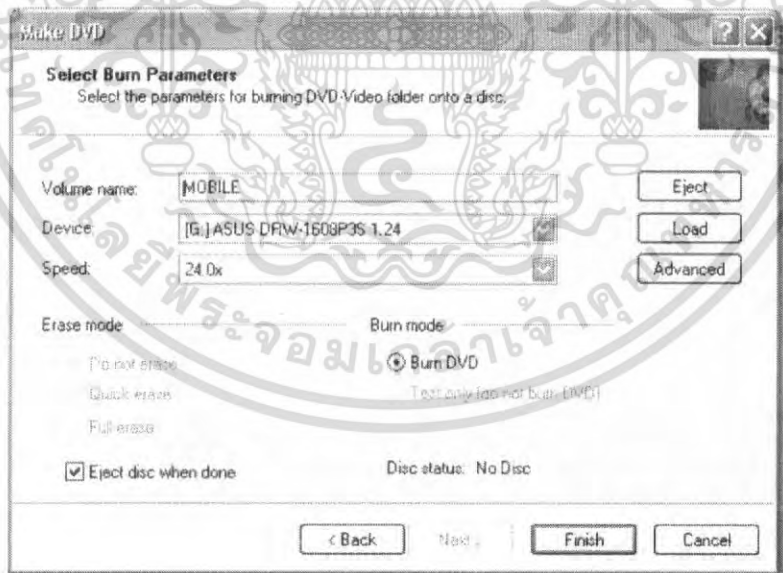 Make DVD
Select Burn Parameters
Select the parameters for burning DVD-Video folder onto a disc.
Volume name: MOBILE Eject
Device: [G:] ASUS DRW-1608P3S 1.24 Load
Speed: 24.0x Advanced
Erase mode Burn mode
Do not erase Burn DVD
Quick erase Test only (do not burn DVD)
Full erase
Eject disc when done Disc status: No Disc
< Back Next > Finish Cancel